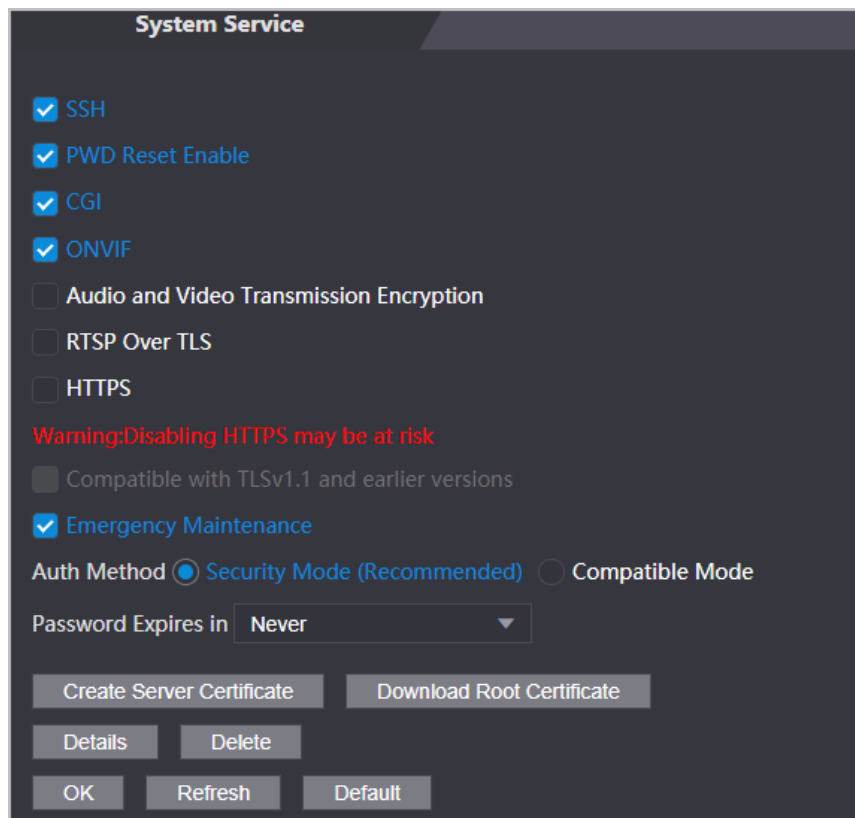 System Service
SSH
PWD Reset Enable
CGI
ONVIF
Audio and Video Transmission Encryption
RTSP Over TLS
HTTPS
Warning:Disabling HTTPS may be at risk
Compatible with TLSv1.1 and earlier versions
Emergency Maintenance
Auth Method Security Mode (Recommended) Compatible Mode
Password Expires in Never
Create Server Certificate Download Root Certificate
Details Delete
OK Refresh Default